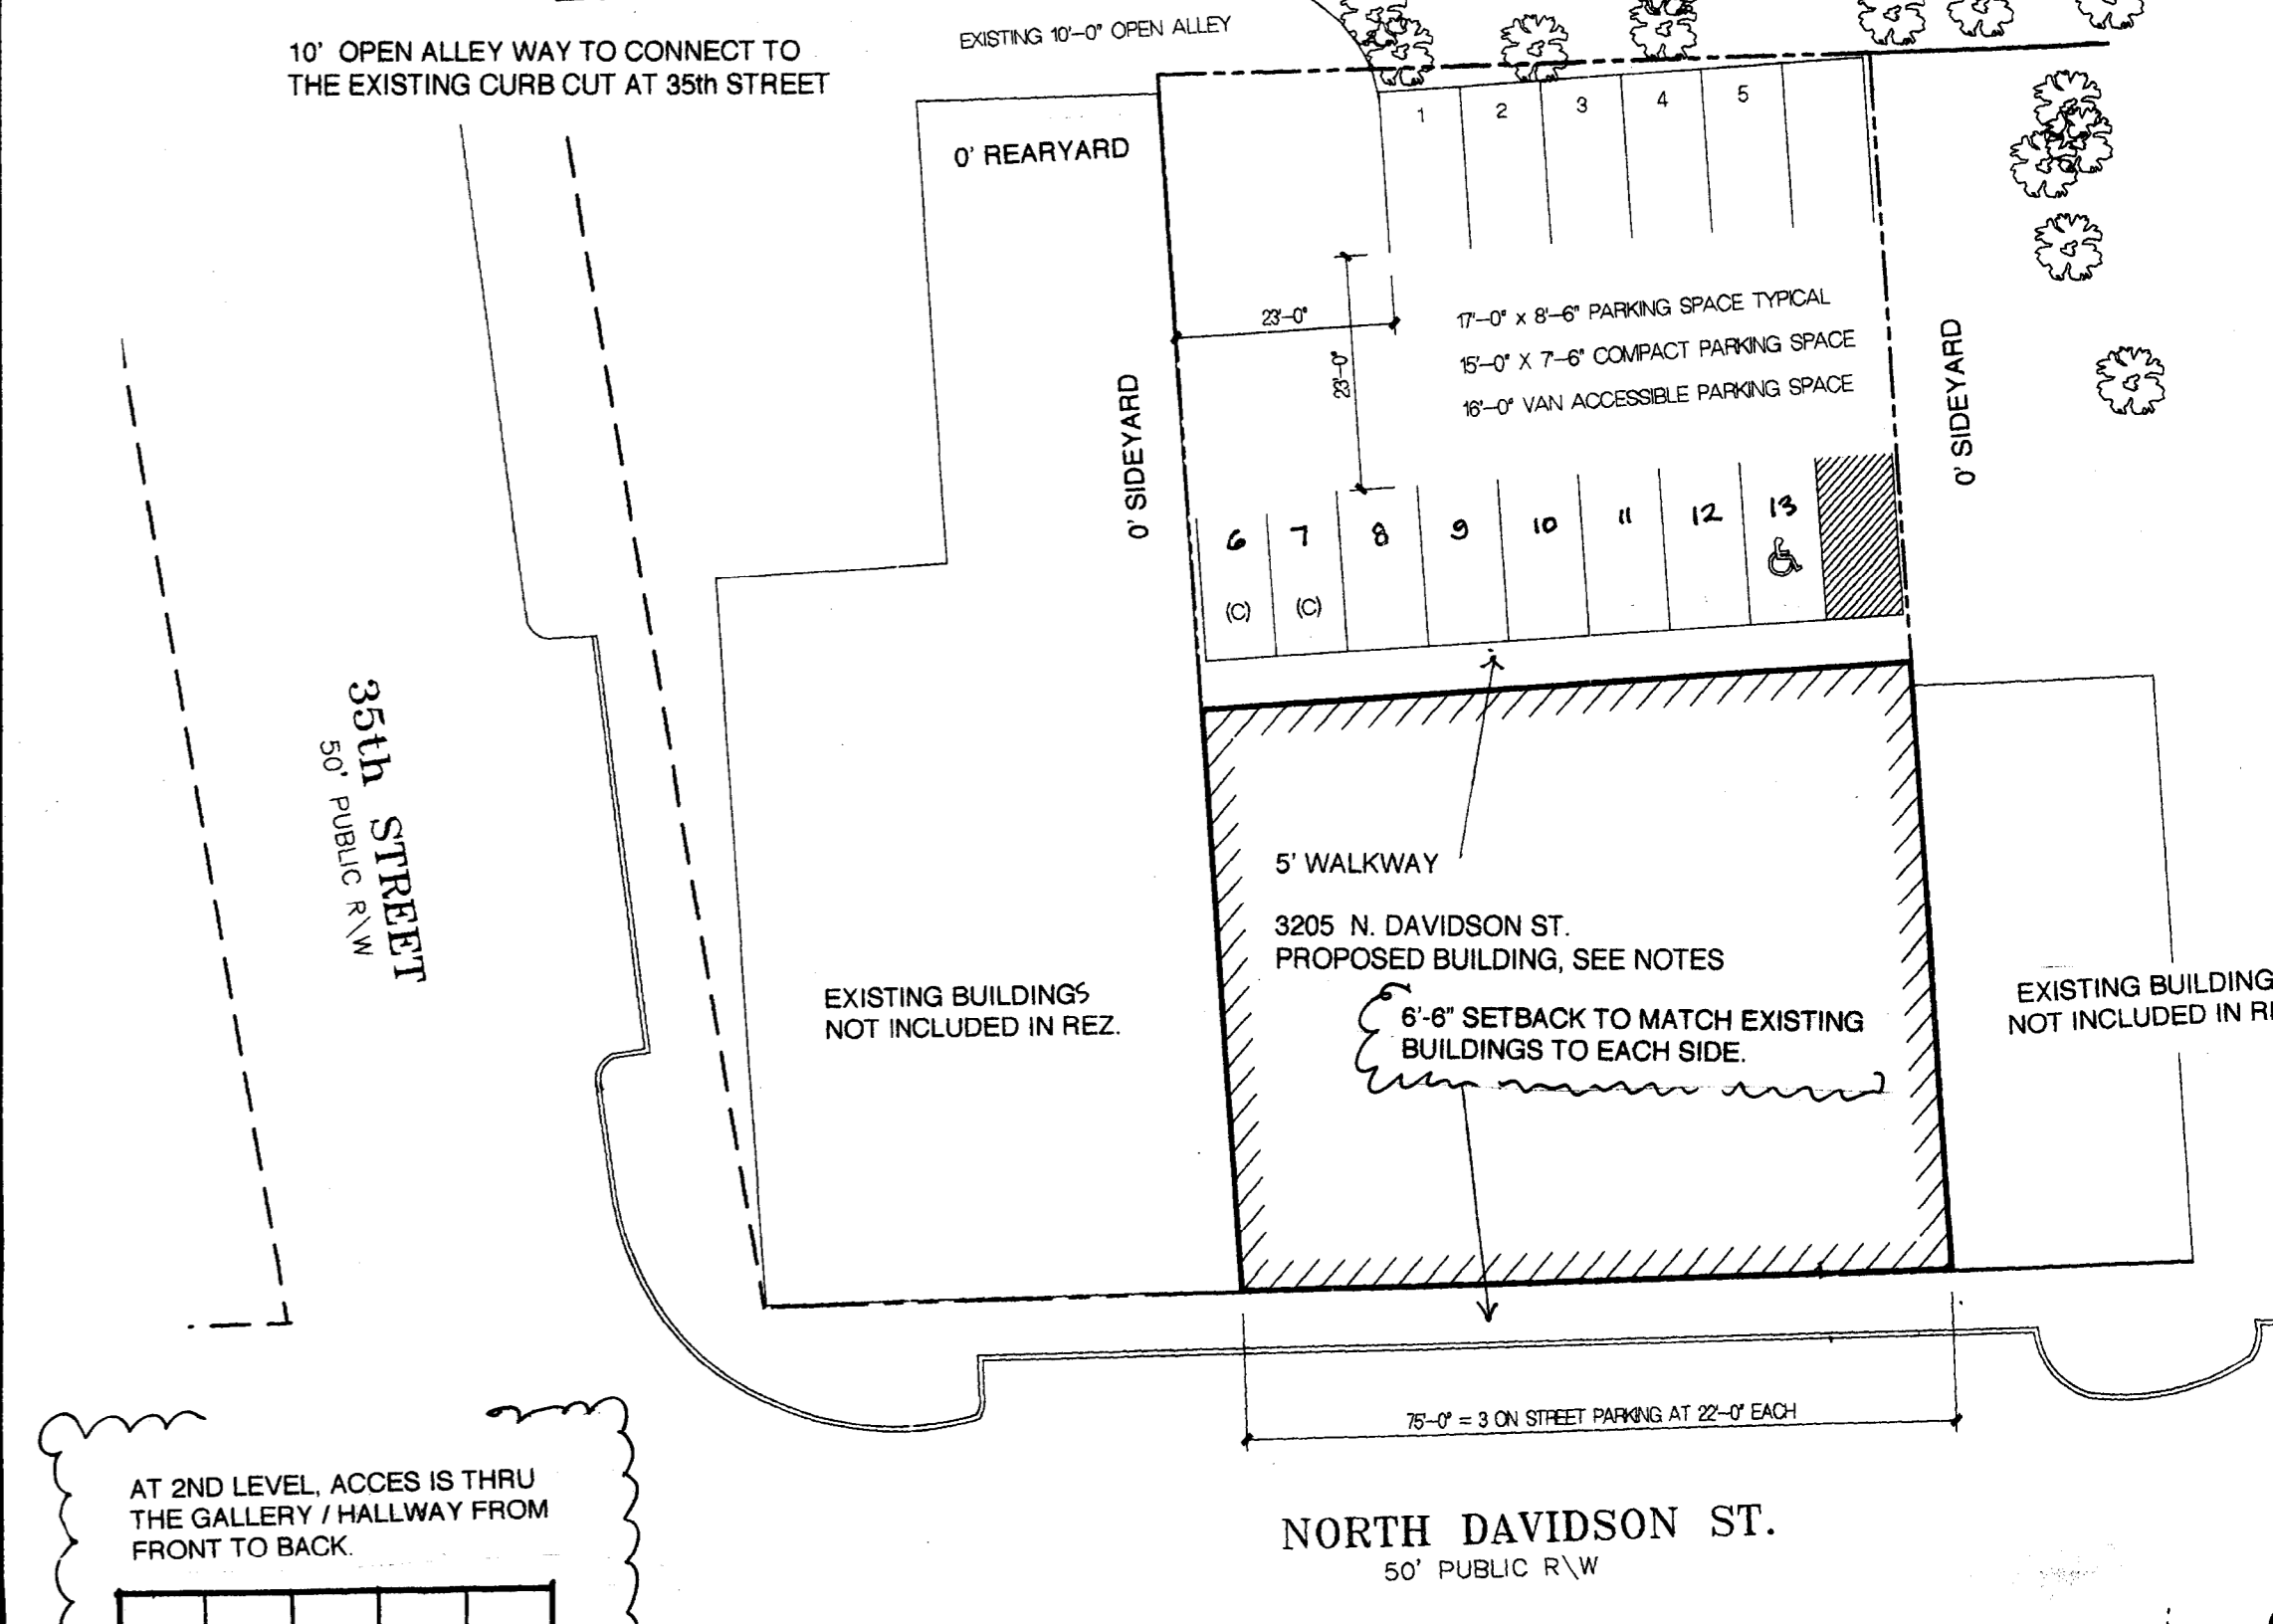 10' OPEN ALLEY WAY TO CONNECT TO
THE EXISTING CURB CUT AT 35th STREET
EXISTING 10'-0" OPEN ALLEY
0' REARYARD
1 2 3 4 5
23'-0"
23'-0"
17'-0" x 8'-6" PARKING SPACE TYPICAL
15'-0" X 7'-6" COMPACT PARKING SPACE
16'-0" VAN ACCESSIBLE PARKING SPACE
0' SIDEYARD
0' SIDEYARD
6 7 8 9 10 11 12 13
(C) (C)
35th STREET
50' PUBLIC R\W
5' WALKWAY
3205 N. DAVIDSON ST.
PROPOSED BUILDING, SEE NOTES
6'-6" SETBACK TO MATCH EXISTING
BUILDINGS TO EACH SIDE.
EXISTING BUILDINGS
NOT INCLUDED IN REZ.
EXISTING BUILDING
NOT INCLUDED IN
75'-0" = 3 ON STREET PARKING AT 22'-0" EACH
AT 2ND LEVEL, ACCES IS THRU
THE GALLERY / HALLWAY FROM
FRONT TO BACK.
NORTH DAVIDSON ST.
50' PUBLIC R\W